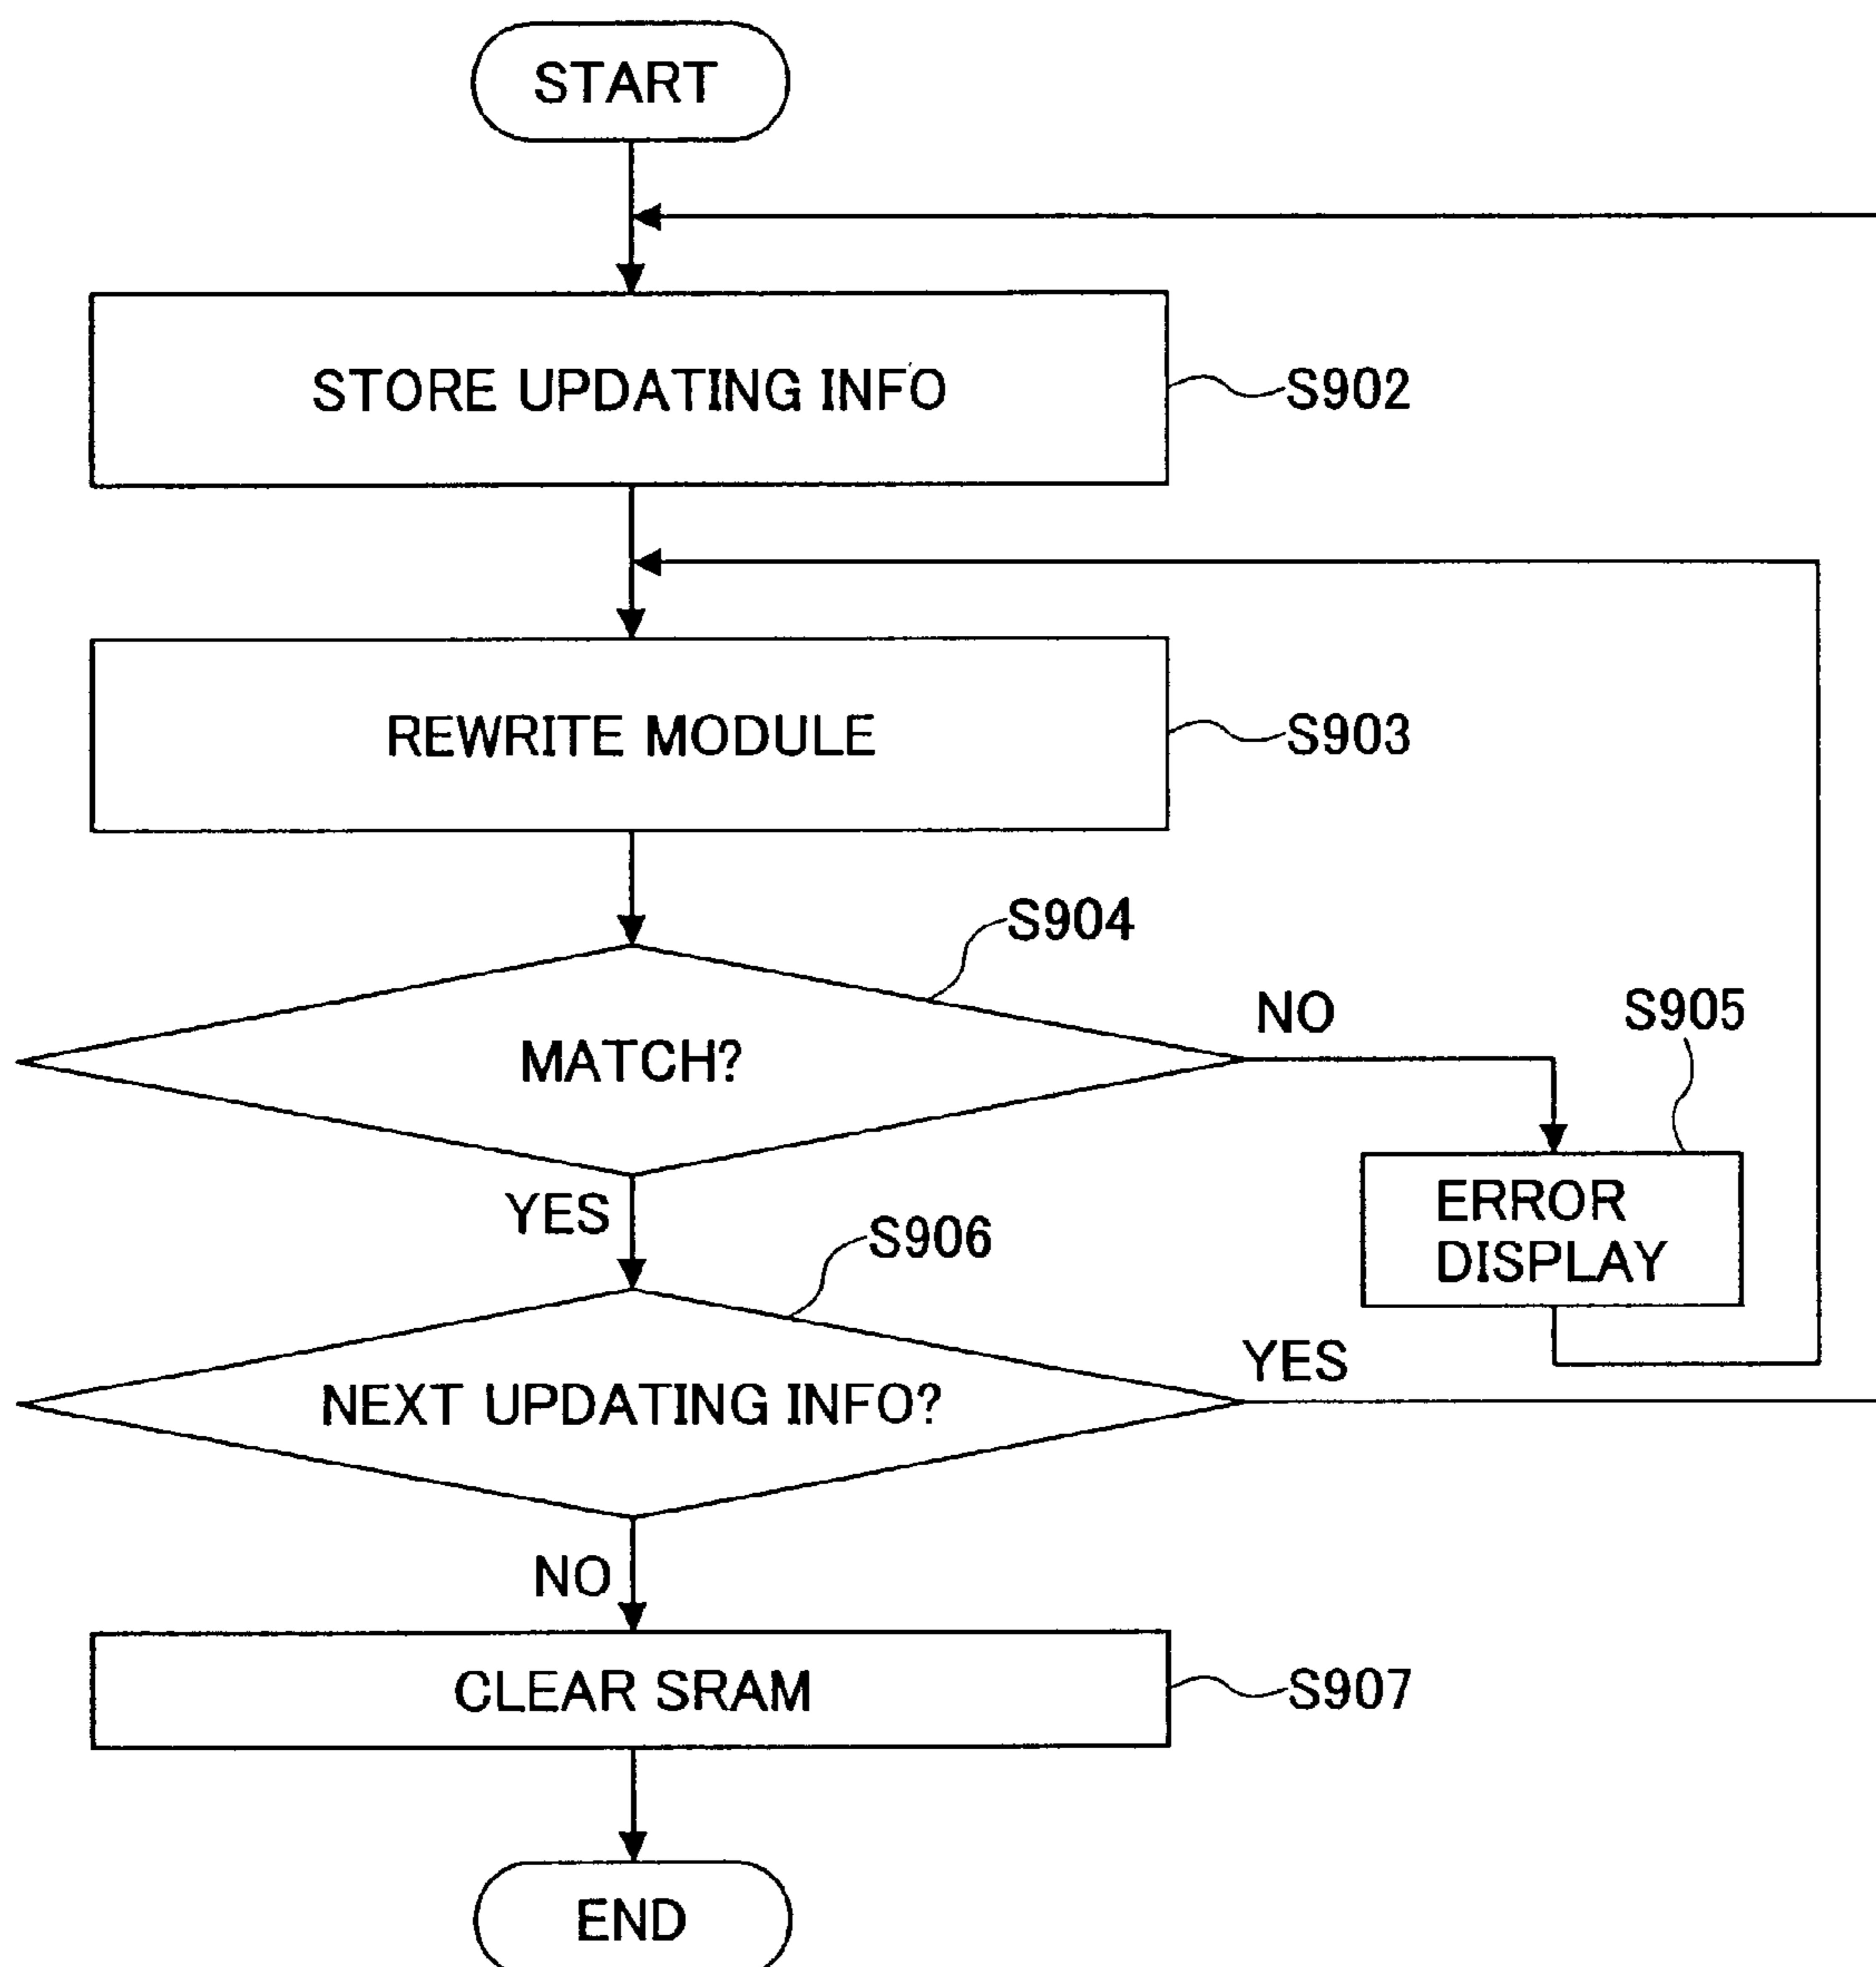 START
STORE UPDATING INFO
S902
REWRITE MODULE
S903
S904
MATCH?
NO
S905
ERROR
DISPLAY
YES
S906
NEXT UPDATING INFO?
YES
NO
CLEAR SRAM
S907
END